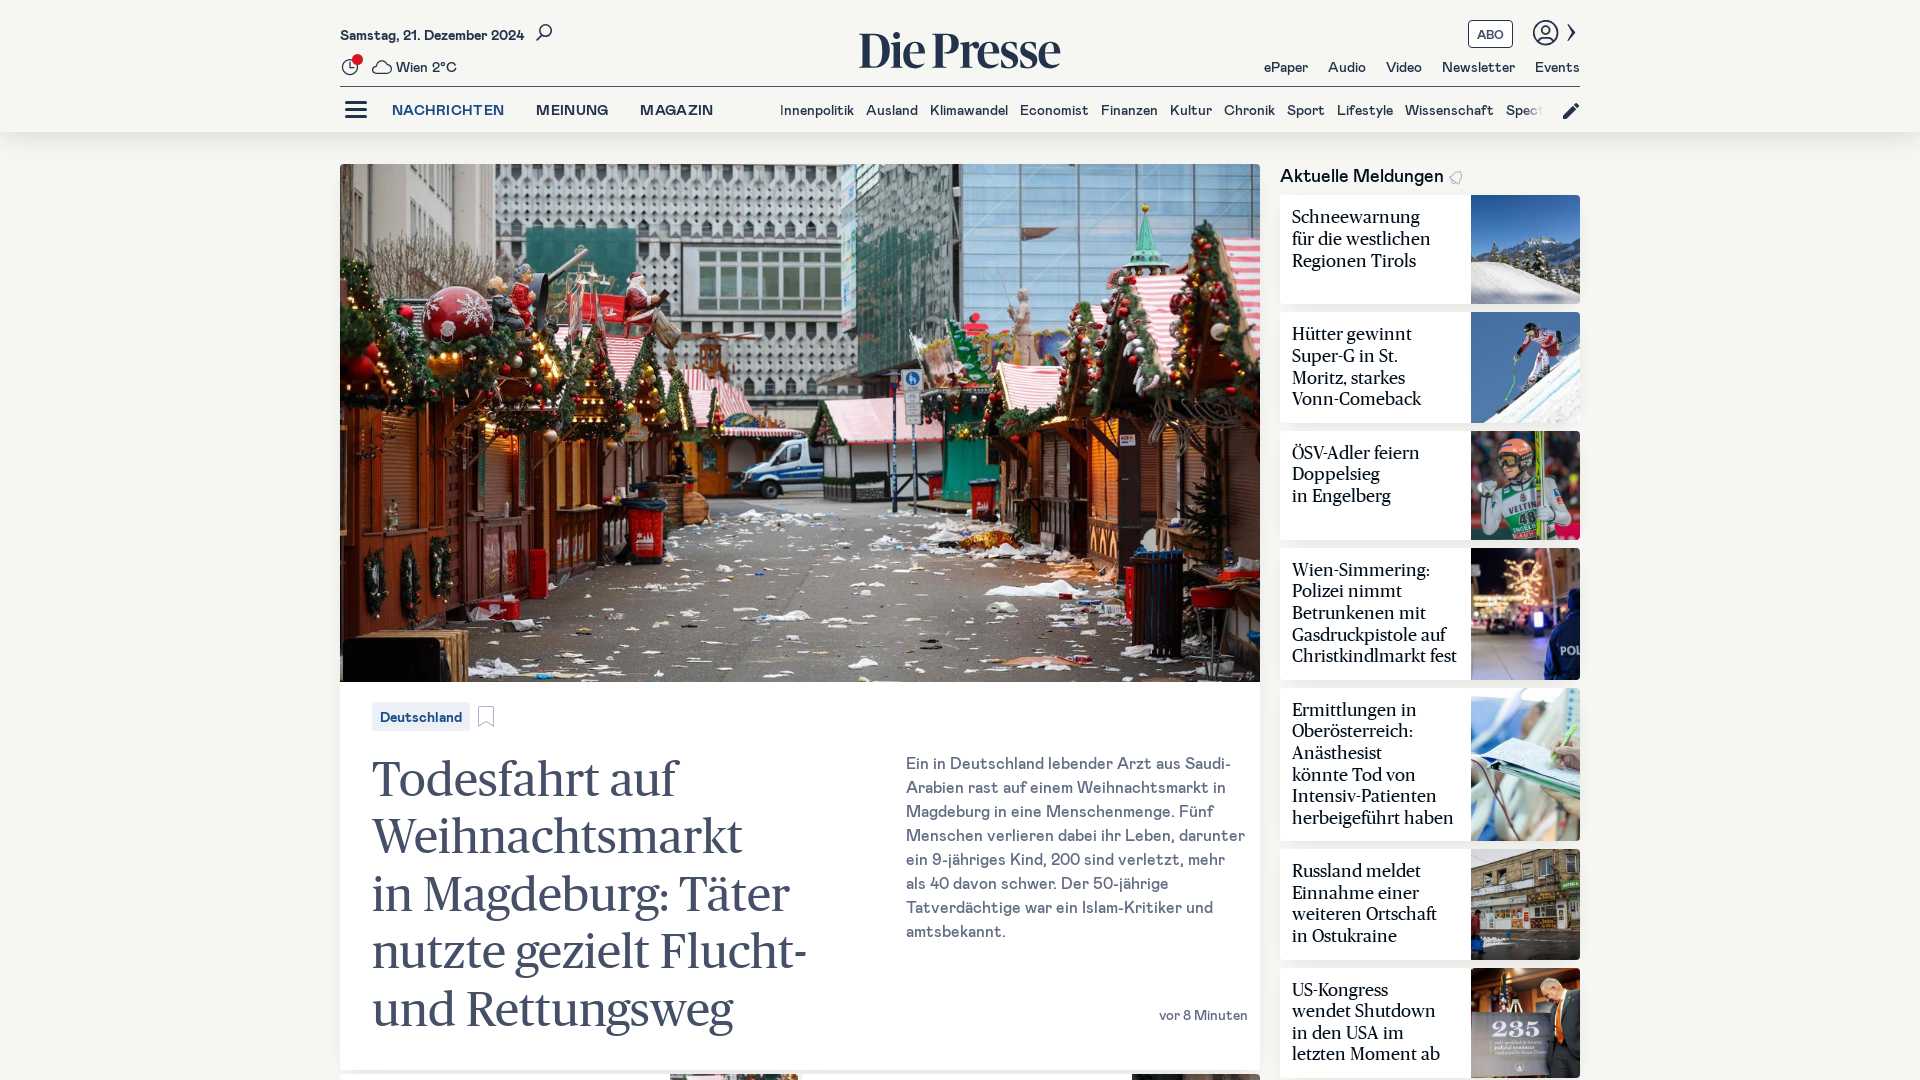 Samstag, 21. Dezember 2024
Wien 2°C
Die Presse
ABO
ePaper Audio Video Newsletter Events
NACHRICHTEN MEINUNG MAGAZIN
Innenpolitik Ausland Klimawandel Economist Finanzen Kultur Chronik Sport Lifestyle Wissenschaft Spect
Deutschland
Todesfahrt auf
Weihnachtsmarkt
in Magdeburg: Täter
nutzte gezielt Flucht-
und Rettungsweg
Ein in Deutschland lebender Arzt aus Saudi-
Arabien rast auf einem Weihnachtsmarkt in
Magdeburg in eine Menschenmenge. Fünf
Menschen verlieren dabei ihr Leben, darunter
ein 9-jähriges Kind, 200 sind verletzt, mehr
als 40 davon schwer. Der 50-jährige
Tatverdächtige war ein Islam-Kritiker und
amtsbekannt.
vor 8 Minuten
Aktuelle Meldungen
Schneewarnung
für die westlichen
Regionen Tirols
Hütter gewinnt
Super-G in St.
Moritz, starkes
Vonn-Comeback
ÖSV-Adler feiern
Doppelsieg
in Engelberg
VELTINS
48
Wien-Simmering:
Polizei nimmt
Betrunkenen mit
Gasdruckpistole auf
Christkindlmarkt fest
POL
Ermittlungen in
Oberösterreich:
Anästhesist
könnte Tod von
Intensiv-Patienten
herbeigeführt haben
Russland meldet
Einnahme einer
weiteren Ortschaft
in Ostukraine
US-Kongress
wendet Shutdown
in den USA im
letzten Moment ab
235